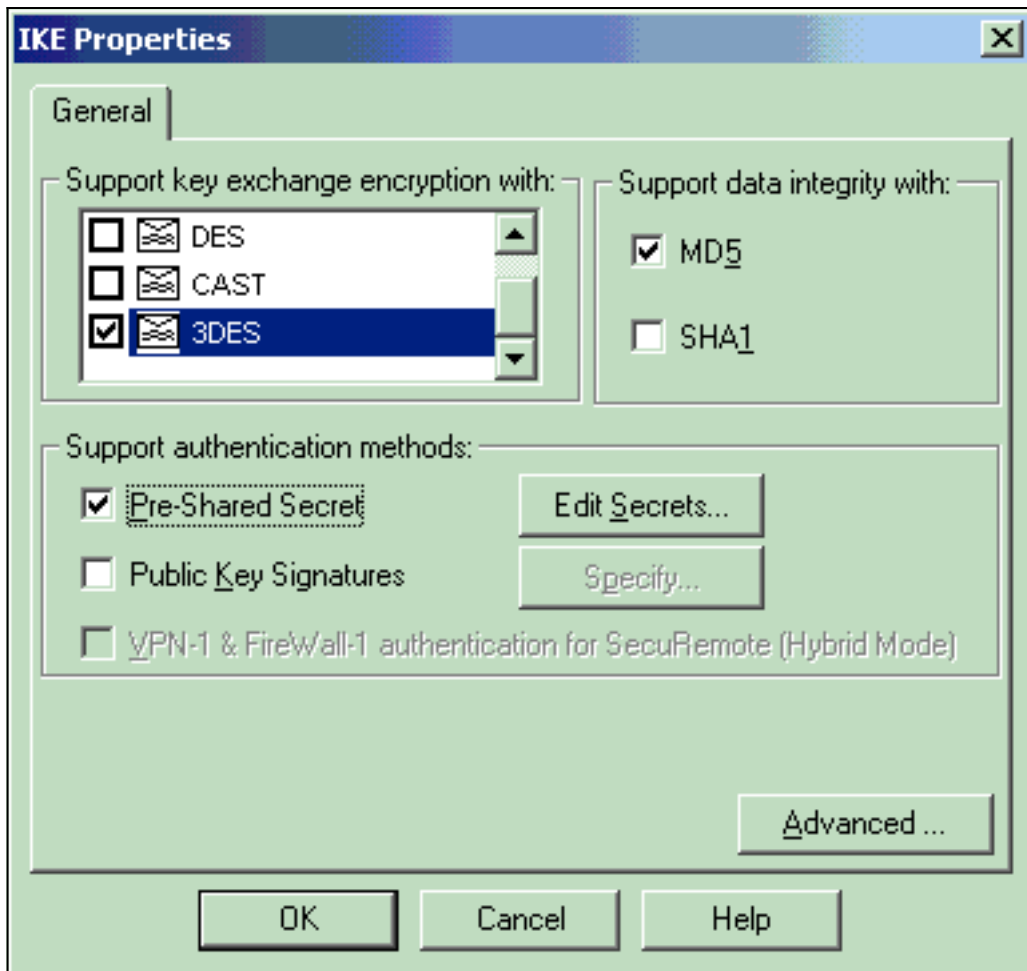 IKE Properties
General
Support key exchange encryption with:
DES
CAST
3DES
Support data integrity with:
MD5
SHA1
Support authentication methods:
Pre-Shared Secret
Edit Secrets...
Public Key Signatures
Specify...
VPN-1 & FireWall-1 authentication for SecuRemote (Hybrid Mode)
Advanced ...
OK
Cancel
Help